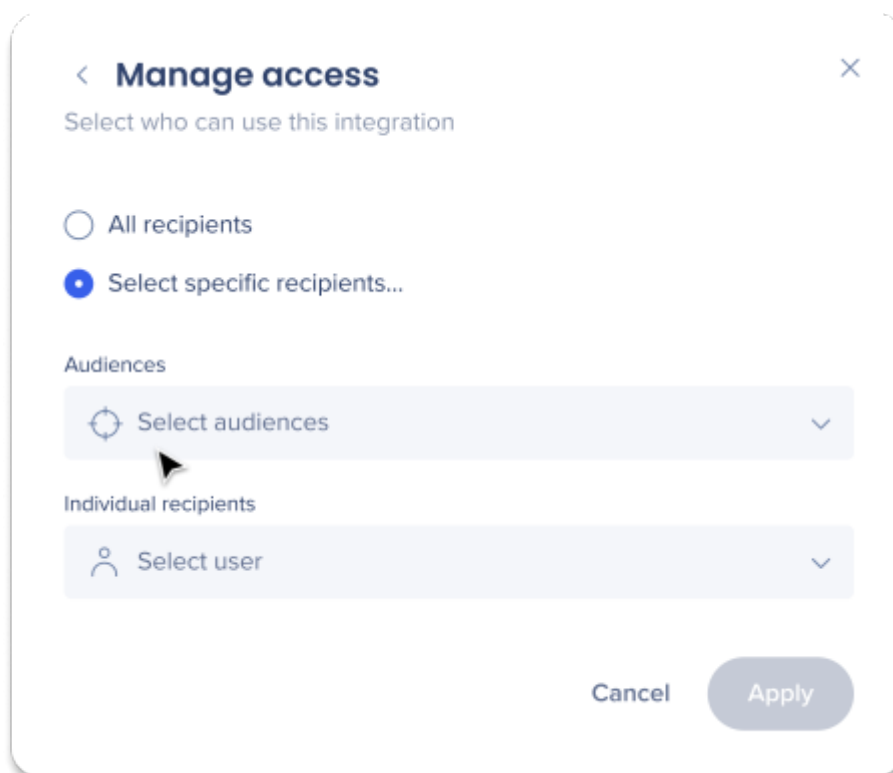 Manage access
Select who can use this integration
All recipients
Select specific recipients...
Audiences
Select audiences
Individual recipients
Select user
Cancel
Apply